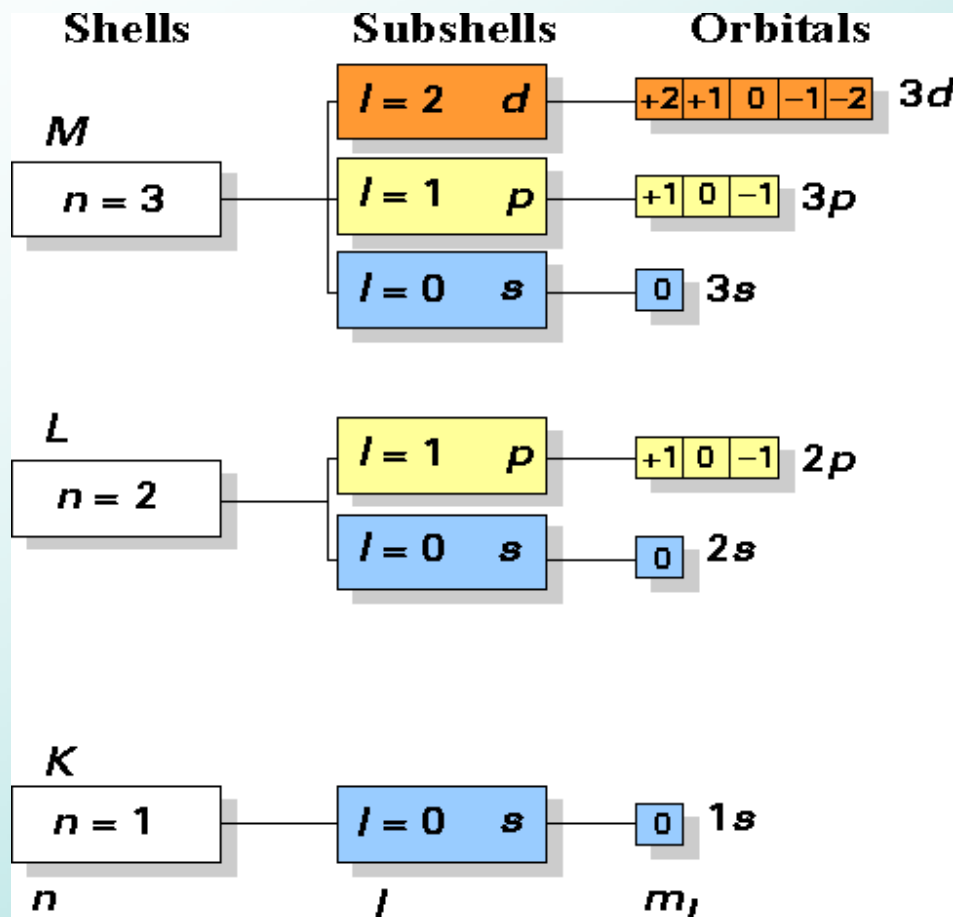 Shells Subshells Orbitals
l = 2 d +2 +1 0 −1 −2 3d
M
n = 3 l = 1 p +1 0 −1 3p
l = 0 s 0 3s
L
l = 1 p +1 0 −1 2p
n = 2
l = 0 s 0 2s
K
n = 1 l = 0 s 0 1s
n l ml